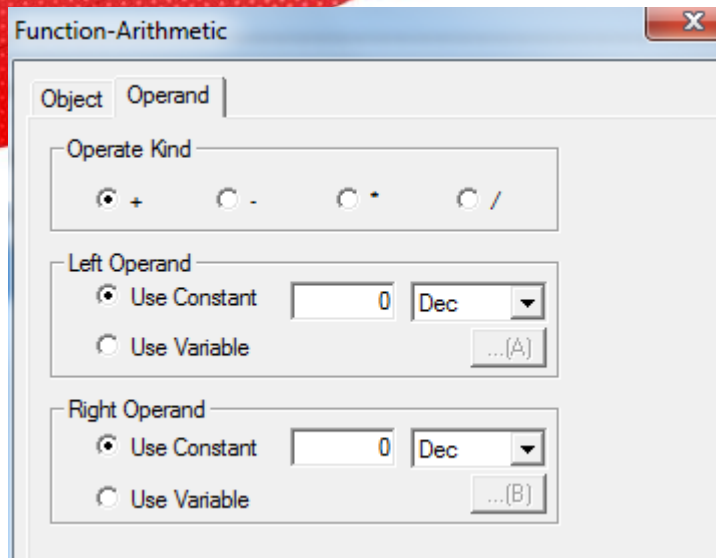 Function-Arithmetic
Object Operand
Operate Kind
+ - * /
Left Operand
Use Constant 0 Dec
Use Variable ...(A)
Right Operand
Use Constant 0 Dec
Use Variable ...(B)